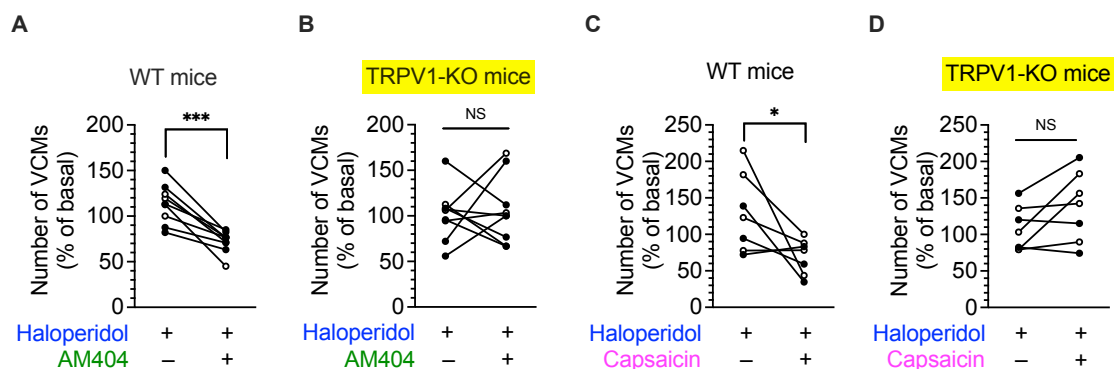 A
B
C
D
WT mice
TRPV1-KO mice
WT mice
TRPV1-KO mice
Number of VCMs
(% of basal)
200
150
100
50
0
***
Haloperidol + +
AM404 – +
Number of VCMs
(% of basal)
200
150
100
50
0
NS
Haloperidol + +
AM404 – +
Number of VCMs
(% of basal)
250
200
150
100
50
0
*
Haloperidol + +
Capsaicin – +
Number of VCMs
(% of basal)
250
200
150
100
50
0
NS
Haloperidol + +
Capsaicin – +